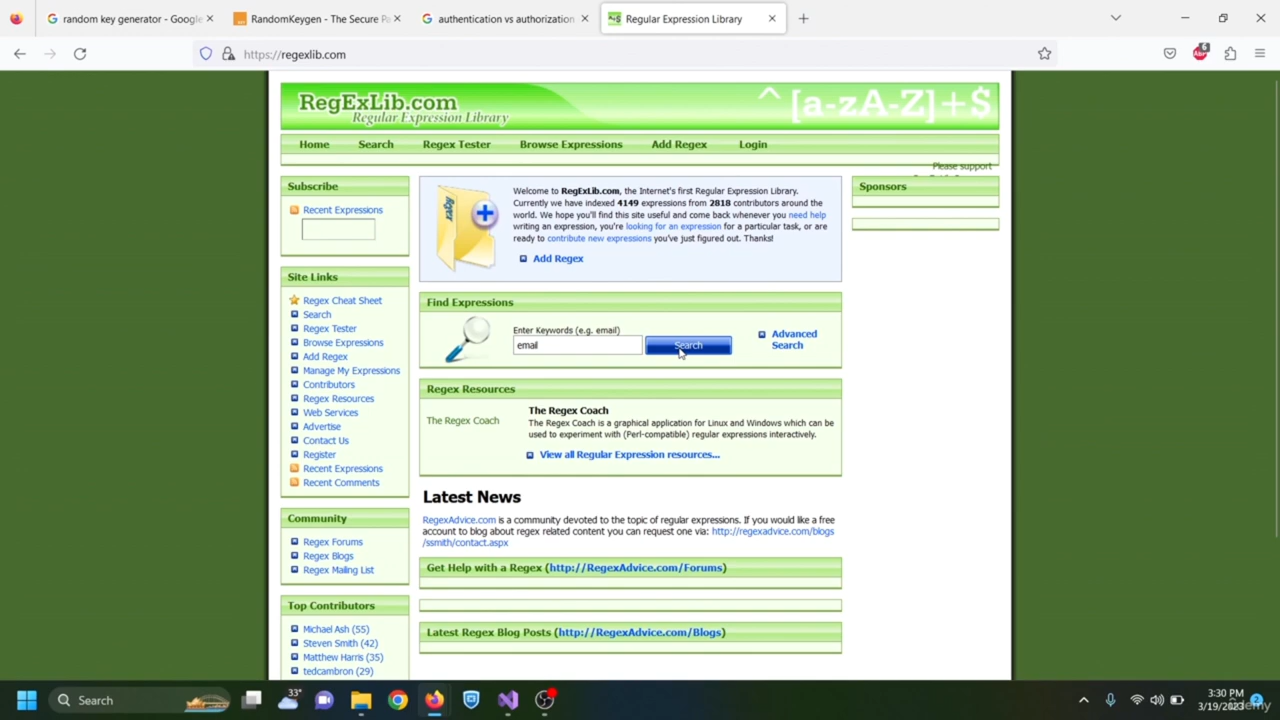 random key generator - Google
RandomKeygen - The Secure P
authentication vs authorization
Regular Expression Library
https://regexlib.com
6
RegExLib.com
Regular Expression Library
^[a-zA-Z]+$
Home
Search
Regex Tester
Browse Expressions
Add Regex
Login
Please support
Subscribe
Recent Expressions
Site Links
Regex Cheat Sheet
Search
Regex Tester
Browse Expressions
Add Regex
Manage My Expressions
Contributors
Regex Resources
Web Services
Advertise
Contact Us
Register
Recent Expressions
Recent Comments
Community
Regex Forums
Regex Blogs
Regex Mailing List
Top Contributors
Michael Ash (55)
Steven Smith (42)
Matthew Harris (35)
tedcambron (29)
Welcome to RegExLib.com, the Internet's first Regular Expression Library.
Currently we have indexed 4149 expressions from 2818 contributors around the
world. We hope you'll find this site useful and come back whenever you need help
writing an expression, you're looking for an expression for a particular task, or are
ready to contribute new expressions you've just figured out. Thanks!
Add Regex
Find Expressions
Enter Keywords (e.g. email)
email
Search
Advanced
Search
Regex Resources
The Regex Coach
The Regex Coach
The Regex Coach is a graphical application for Linux and Windows which can be
used to experiment with (Perl-compatible) regular expressions interactively.
View all Regular Expression resources...
Latest News
RegexAdvice.com is a community devoted to the topic of regular expressions. If you would like a free
account to blog about regex related content you can request one via: http://regexadvice.com/blogs
/ssmith/contact.aspx
Get Help with a Regex (http://RegexAdvice.com/Forums)
Latest Regex Blog Posts (http://RegexAdvice.com/Blogs)
Sponsors
Search
33°
3:30 PM
3/19/2023
2
Udemy